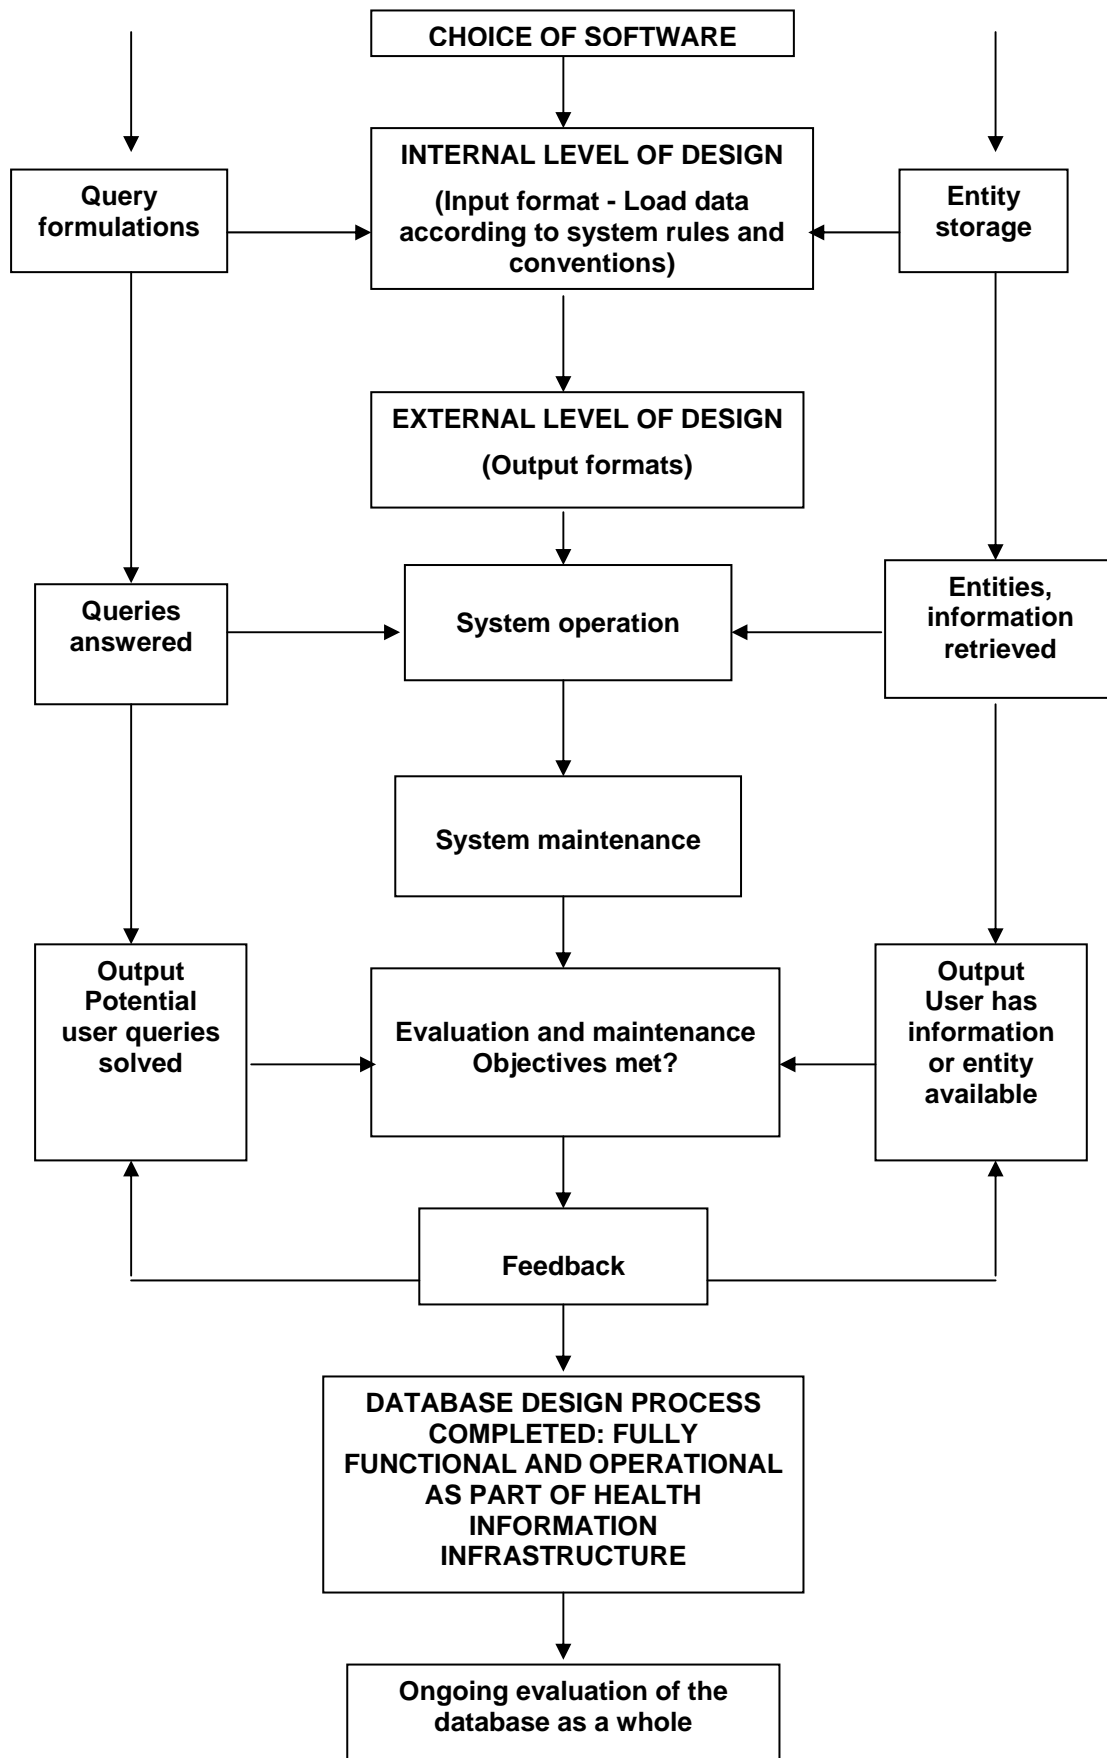 CHOICE OF SOFTWARE
INTERNAL LEVEL OF DESIGN
(Input format - Load data
according to system rules and
conventions)
Query
formulations
Entity
storage
EXTERNAL LEVEL OF DESIGN
(Output formats)
Queries
answered
System operation
Entities,
information
retrieved
System maintenance
Output
Potential
user queries
solved
Evaluation and maintenance
Objectives met?
Output
User has
information
or entity
available
Feedback
DATABASE DESIGN PROCESS
COMPLETED: FULLY
FUNCTIONAL AND OPERATIONAL
AS PART OF HEALTH
INFORMATION
INFRASTRUCTURE
Ongoing evaluation of the
database as a whole